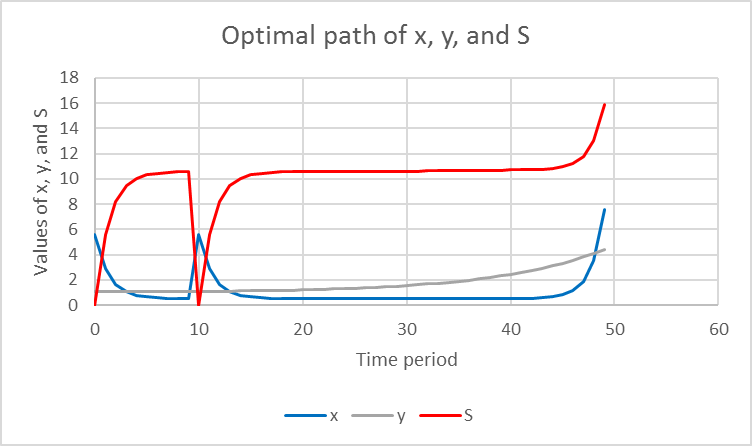 Optimal path of x, y, and S
Values of x, y, and S
18
16
14
12
10
8
6
4
2
0
0 10 20 30 40 50 60
Time period
x y S